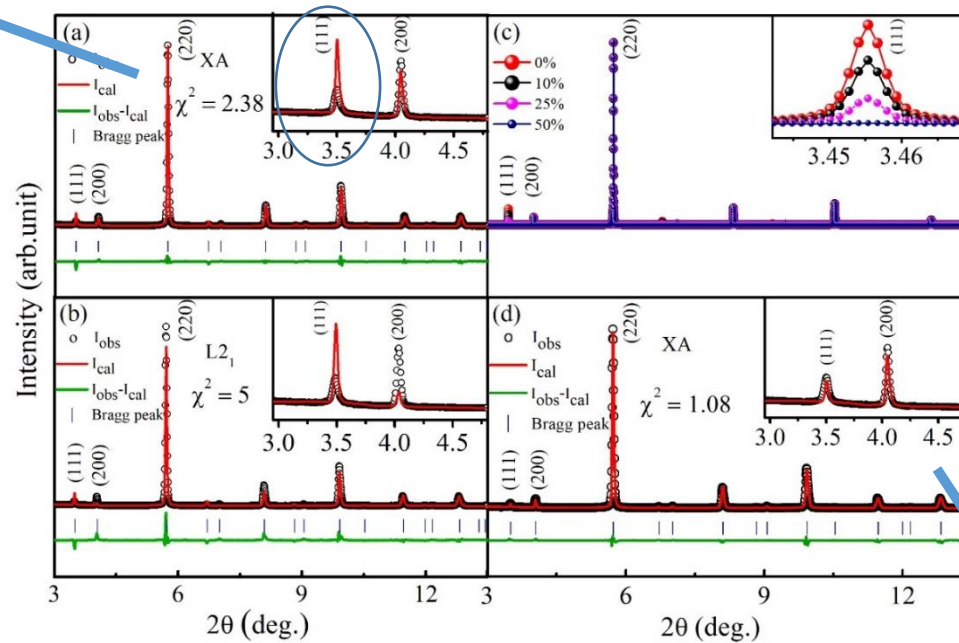 Intensity (arb.unit)
(a)
(220)
XA
I_cal
χ² = 2.38
I_obs-I_cal
Bragg peak
(111)
(200)
(111)
(200)
3.0 3.5 4.0 4.5
(c)
(220)
0%
10%
25%
50%
(111)
3.45 3.46
(111)
(200)
(b)
(220)
I_obs
L2₁
I_cal
χ² = 5
I_obs-I_cal
Bragg peak
(111)
(200)
(111)
(200)
3.0 3.5 4.0 4.5
(d)
(220)
I_obs
XA
I_cal
χ² = 1.08
I_obs-I_cal
Bragg peak
(111)
(200)
(111)
(200)
3.0 3.5 4.0 4.5
3 6 9 12 3 6 9 12
2θ (deg.) 2θ (deg.)